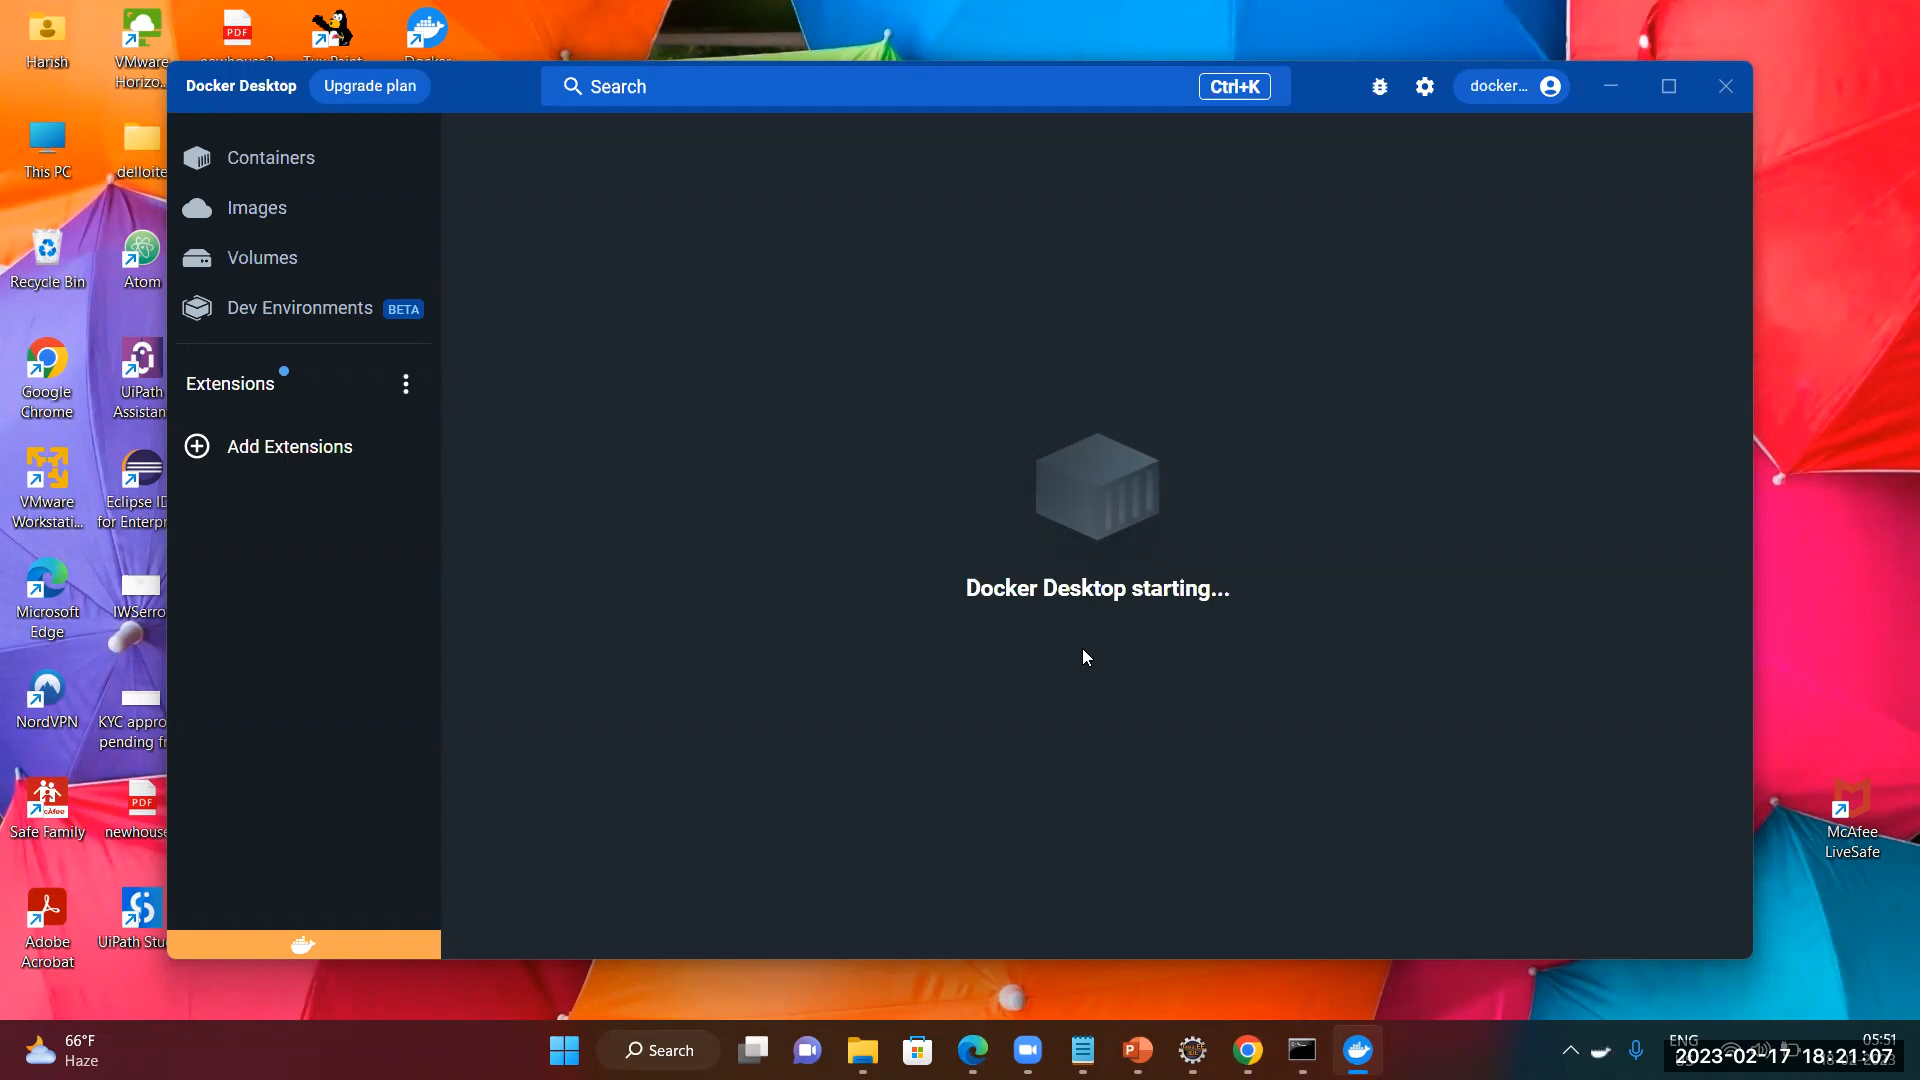 Harish
VMware
Horizo...
PDF
This PC
delloite
Recycle Bin
Atom
Google
Chrome
UiPath
Assistan
VMware
Workstati...
Eclipse ID
for Enterpr
Microsoft
Edge
IWSerro
NordVPN
KYC appro
pending fr
Safe Family
PDF
newhouse
Adobe
Acrobat
UiPath Stu
Docker Desktop
Upgrade plan
Search
Ctrl+K
docker...
Containers
Images
Volumes
Dev Environments
BETA
Extensions
Add Extensions
Docker Desktop starting...
McAfee
LiveSafe
66°F
Haze
Search
ENG
05:51
2023-02-17 18:21:07